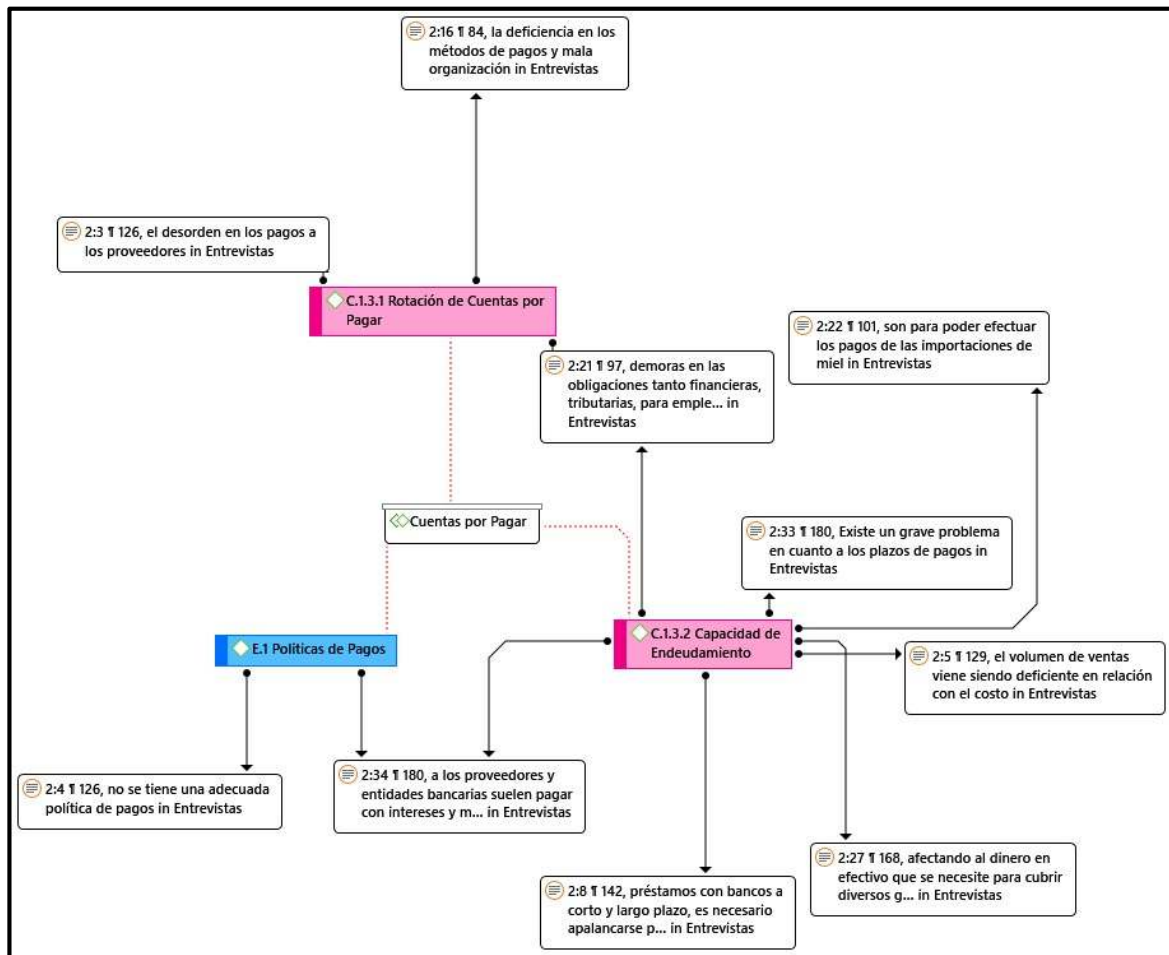 2:16 ¶ 84, la deficiencia en los
métodos de pagos y mala
organización in Entrevistas
2:3 ¶ 126, el desorden en los pagos a
los proveedores in Entrevistas
C.1.3.1 Rotación de Cuentas por
Pagar
2:22 ¶ 101, son para poder efectuar
los pagos de las importaciones de
miel in Entrevistas
2:21 ¶ 97, demoras en las
obligaciones tanto financieras,
tributarias, para emple... in
Entrevistas
Cuentas por Pagar
2:33 ¶ 180, Existe un grave problema
en cuanto a los plazos de pagos in
Entrevistas
E.1 Políticas de Pagos
C.1.3.2 Capacidad de
Endeudamiento
2:5 ¶ 129, el volumen de ventas
viene siendo deficiente en relación
con el costo in Entrevistas
2:4 ¶ 126, no se tiene una adecuada
política de pagos in Entrevistas
2:34 ¶ 180, a los proveedores y
entidades bancarias suelen pagar
con intereses y m... in Entrevistas
2:27 ¶ 168, afectando al dinero en
efectivo que se necesite para cubrir
diversos g... in Entrevistas
2:8 ¶ 142, préstamos con bancos a
corto y largo plazo, es necesario
apalancarse p... in Entrevistas